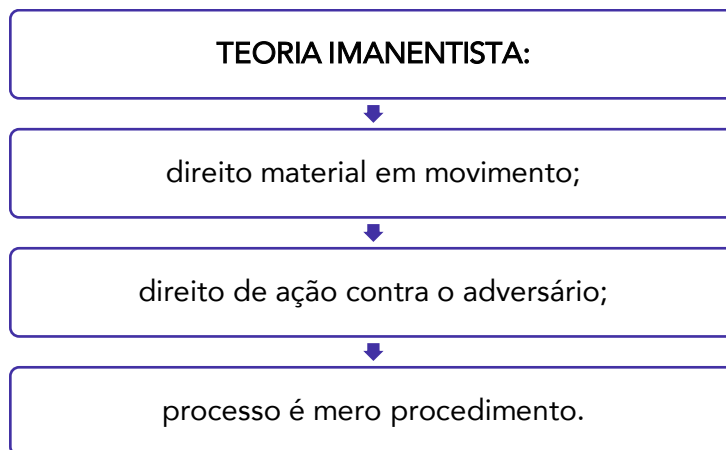 TEORIA IMANENTISTA:
direito material em movimento;
direito de ação contra o adversário;
processo é mero procedimento.